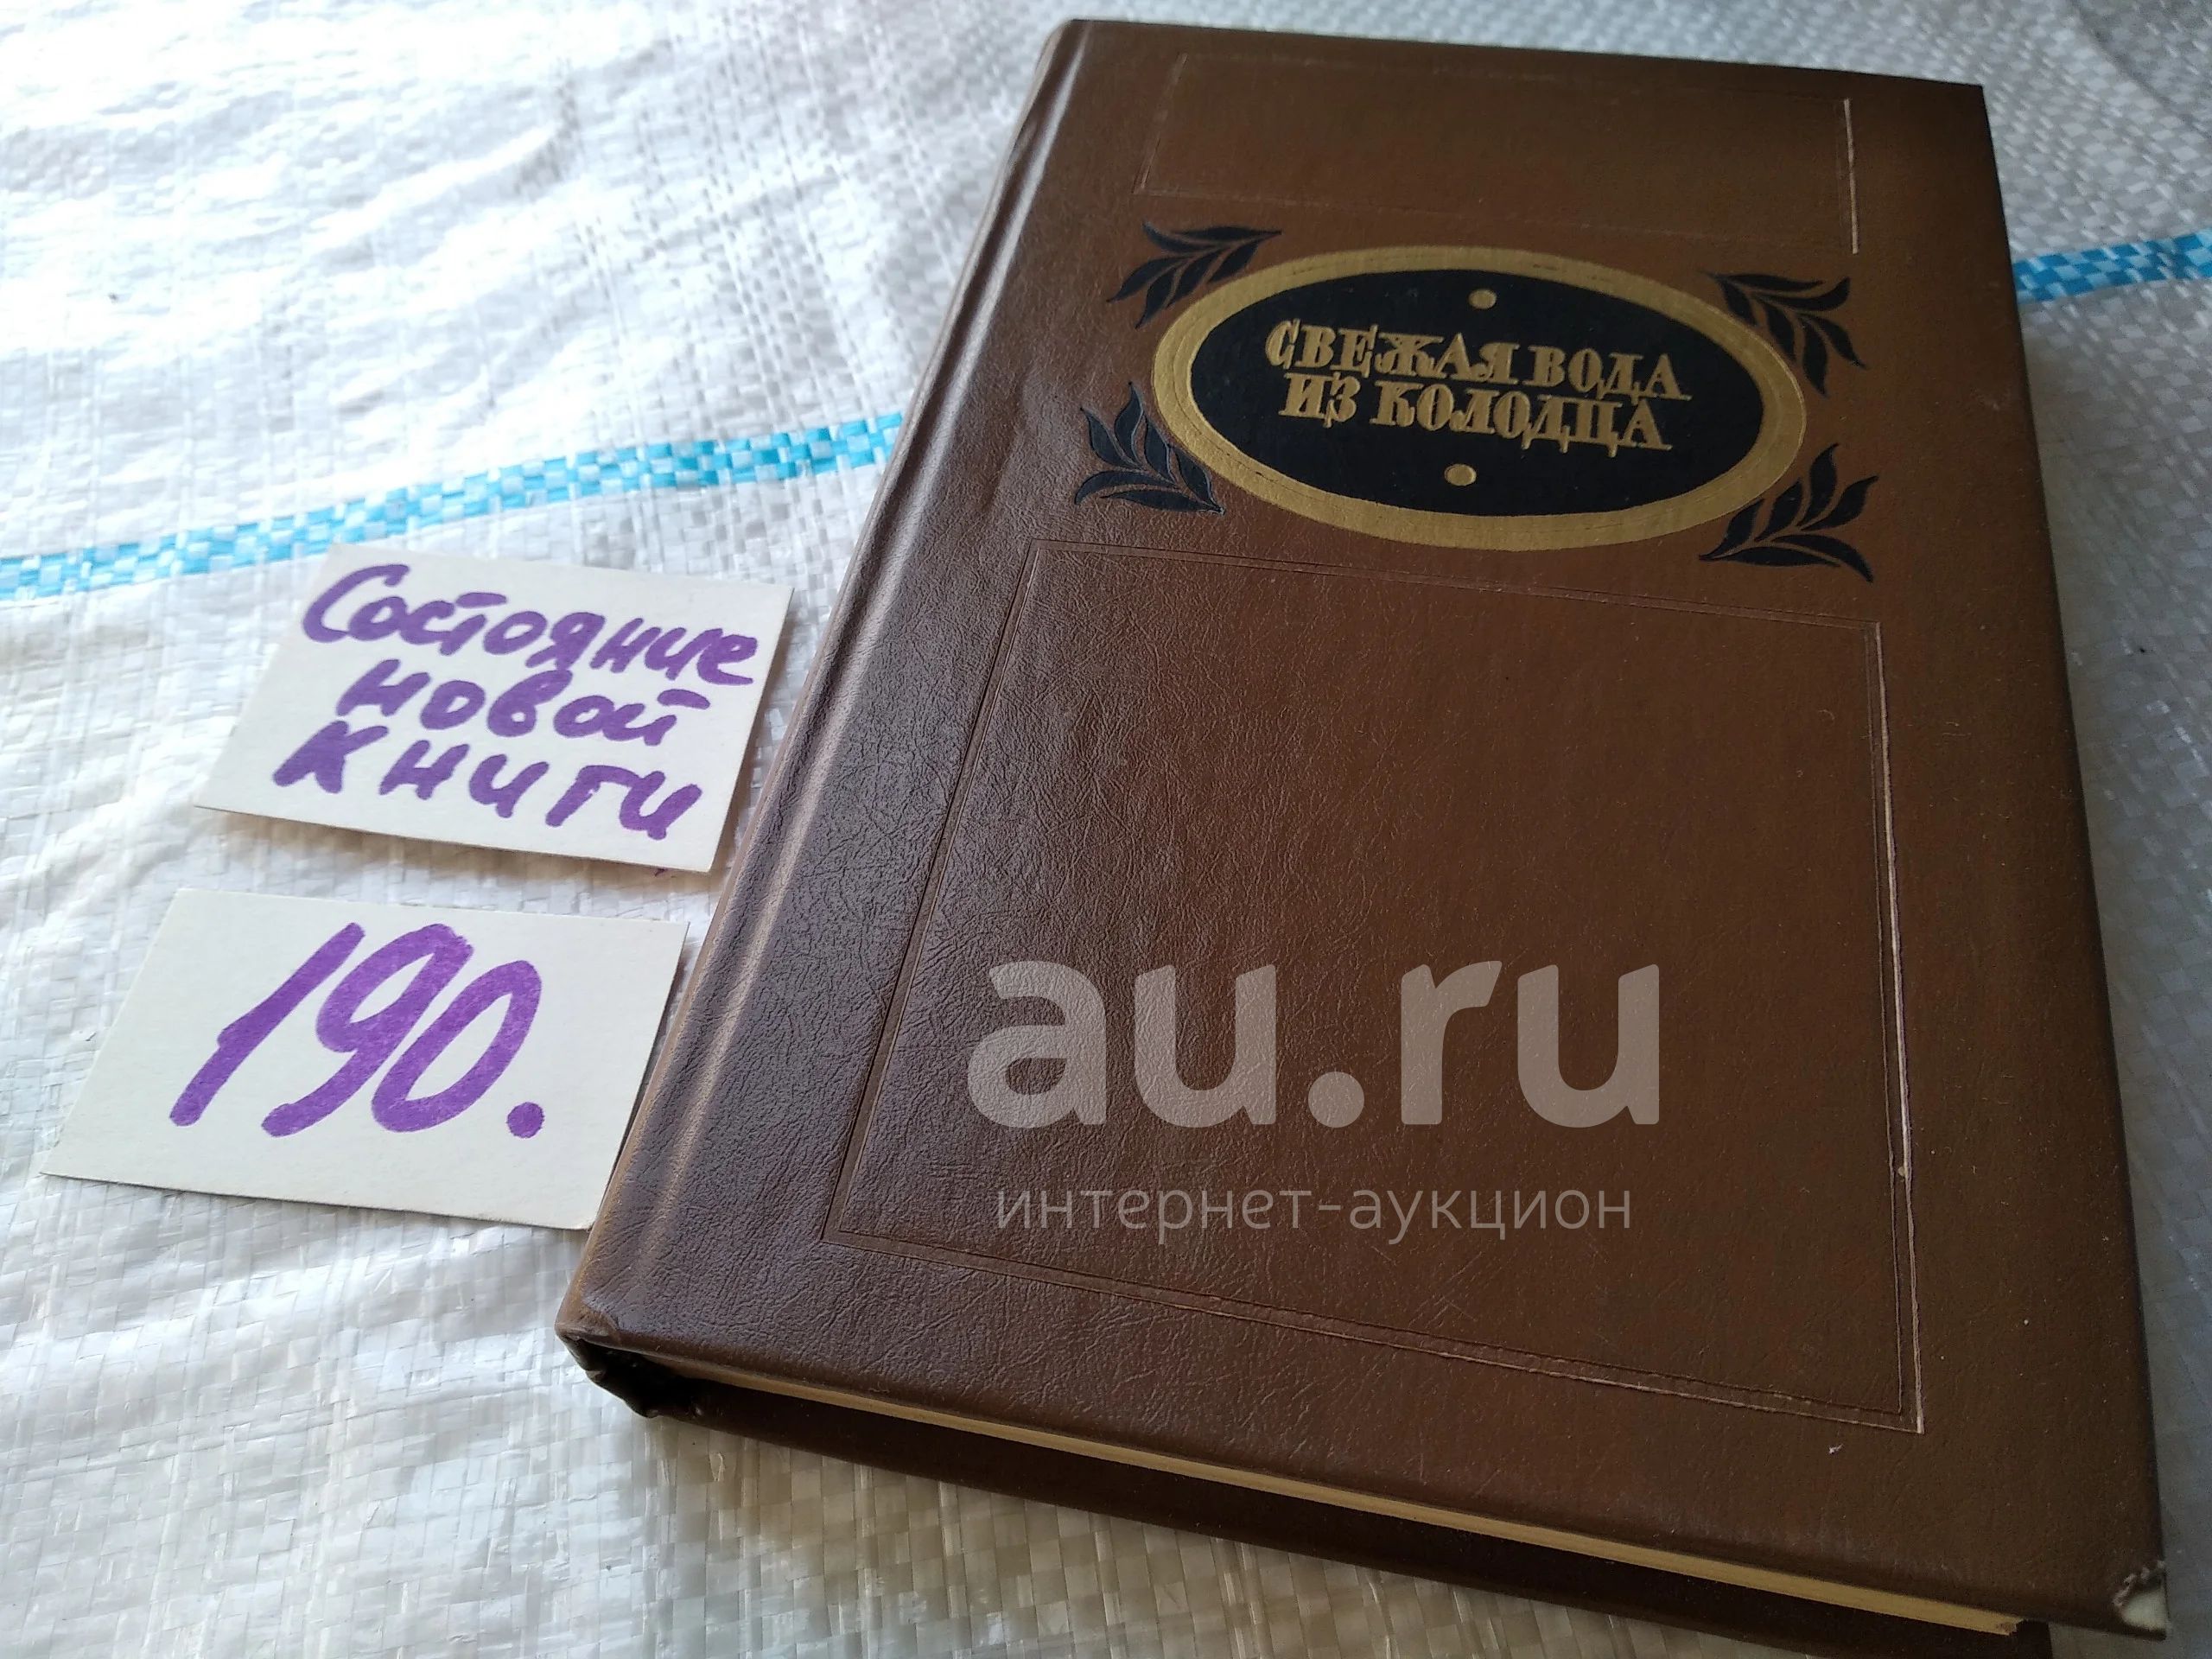 СВЕЖАЯ ВОДА
ИЗ КОЛОДЦА
Состояние
новой
книги
190.
au.ru
интернет-аукцион